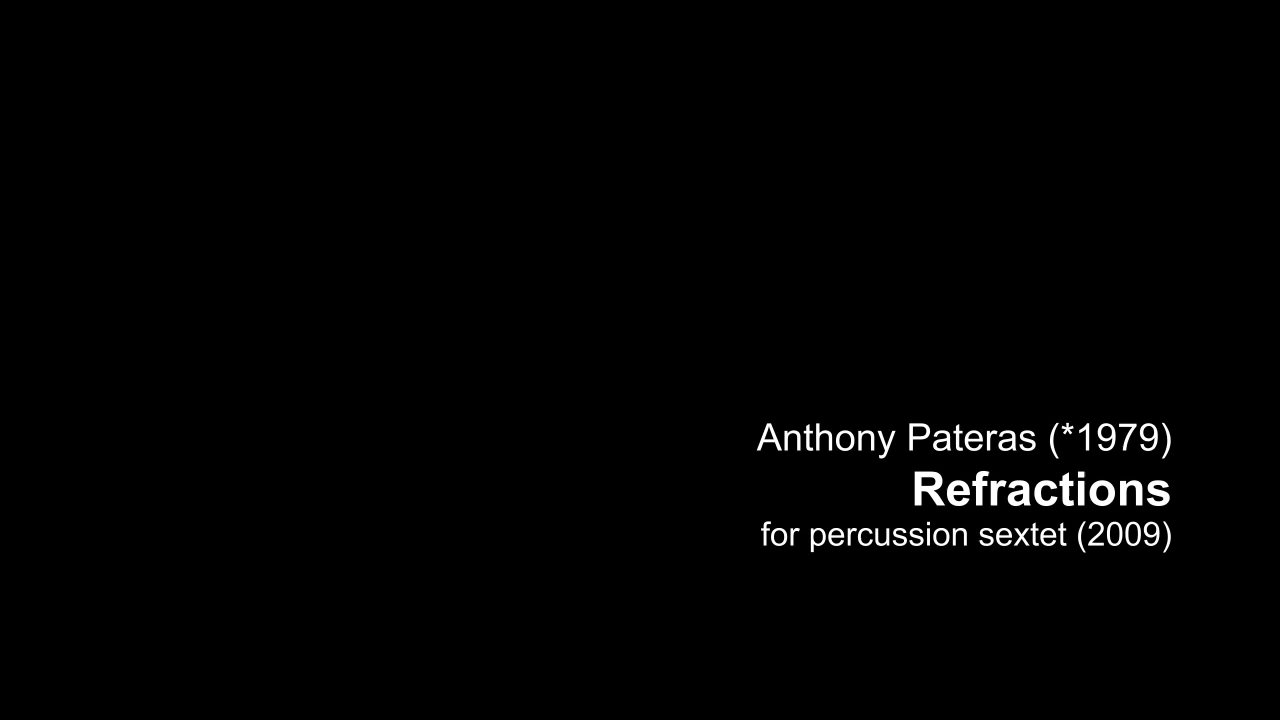 Anthony Pateras (*1979)
Refractions
for percussion sextet (2009)